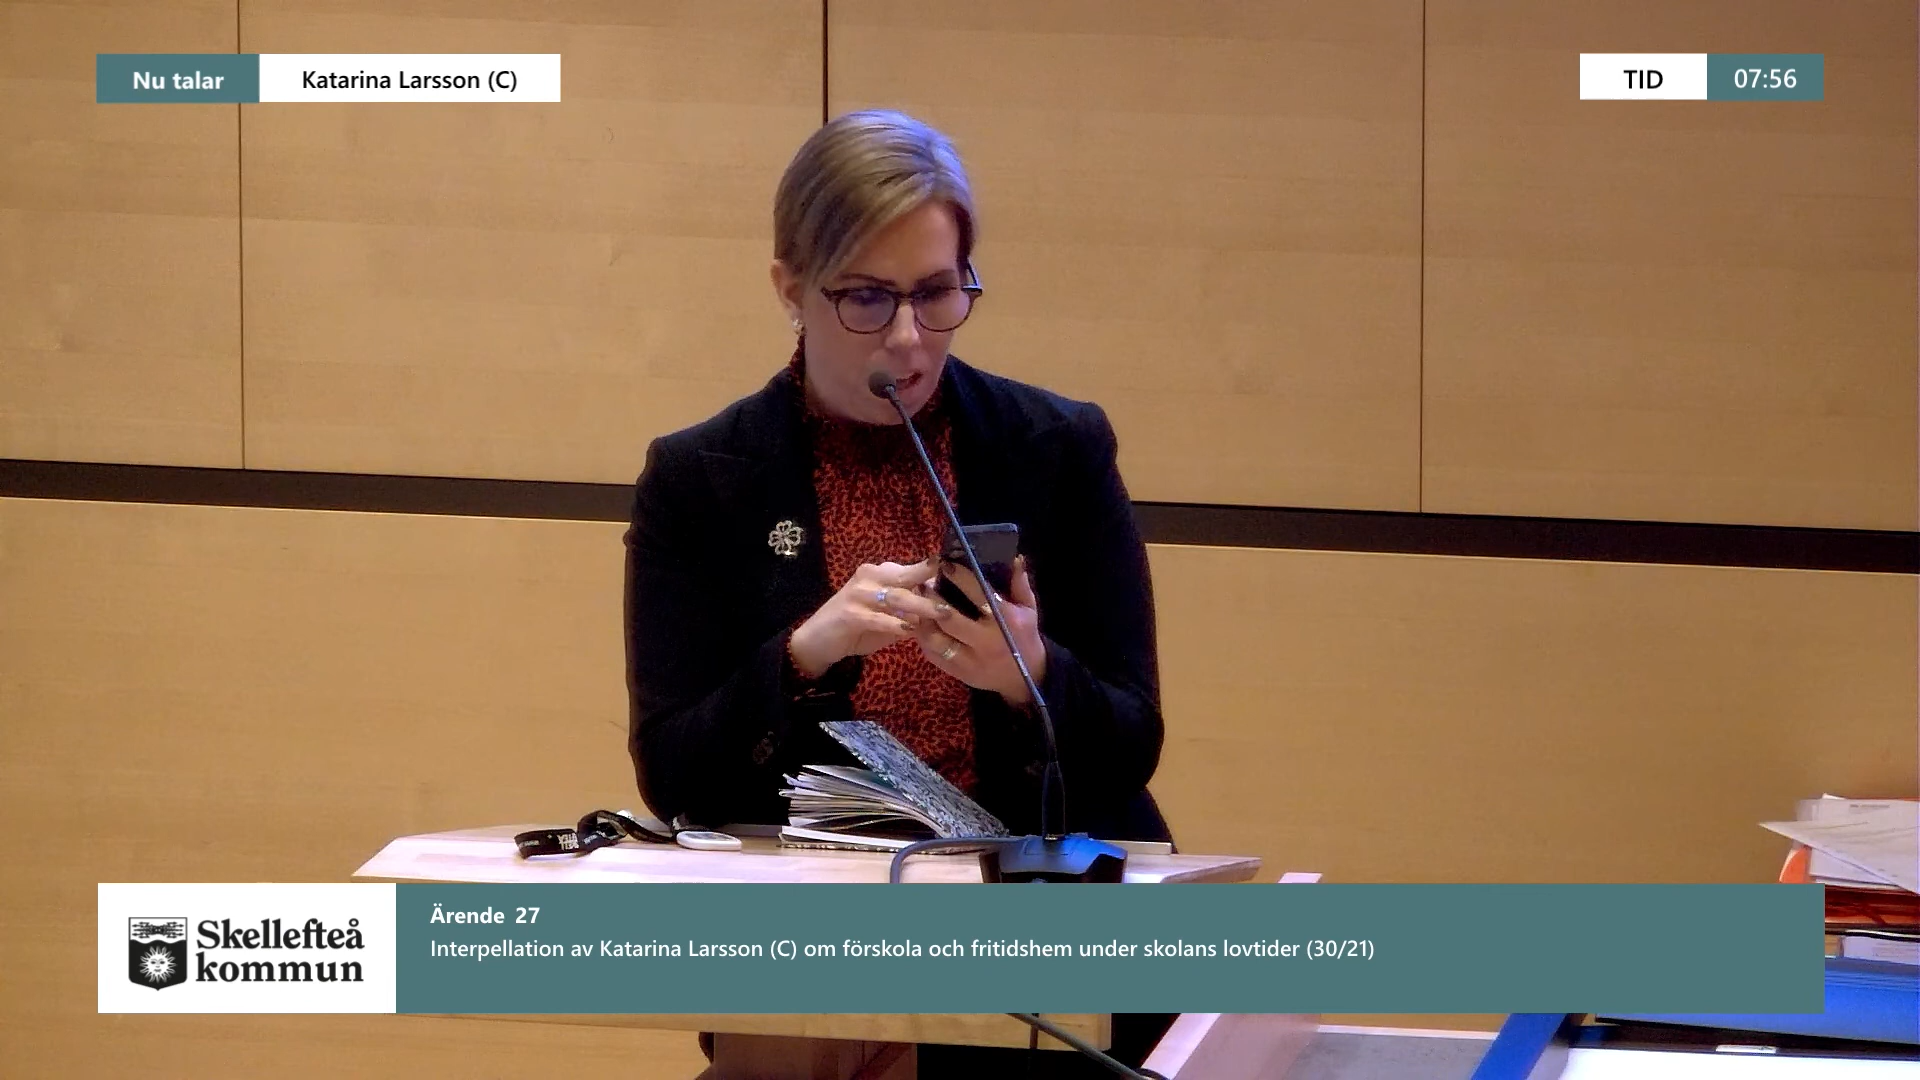 Nu talar
Katarina Larsson (C)
TID
07:56
Ärende 27
Interpellation av Katarina Larsson (C) om förskola och fritidshem under skolans lovtider (30/21)
Skellefteå
kommun